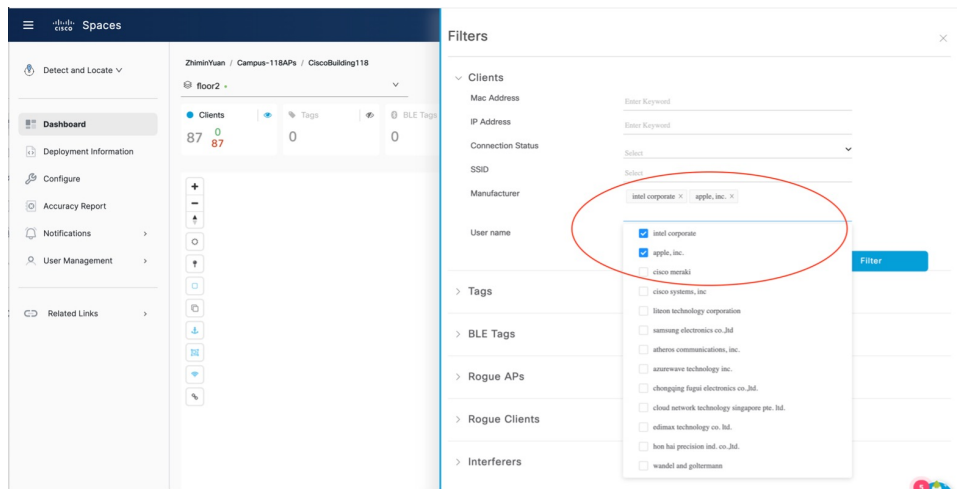 cisco Spaces
Detect and Locate
Dashboard
Deployment Information
Configure
Accuracy Report
Notifications
User Management
Related Links
ZhiminYuan / Campus-118APs / CiscoBuilding118
floor2
Clients
87 0
87
Tags
0
BLE Tags
0
Filters
Clients
Mac Address
Enter Keyword
IP Address
Enter Keyword
Connection Status
Select
SSID
Select
Manufacturer
intel corporate × apple, inc. ×
User name
intel corporate
apple, inc.
cisco meraki
cisco systems, inc
liteon technology corporation
samsung electronics co.,ltd
atheros communications, inc.
azurewave technology inc.
chongqing fugui electronics co.,ltd.
cloud network technology singapore pte. ltd.
edimax technology co. ltd.
hon hai precision ind. co.,ltd.
wandel and goltermann
Filter
Tags
BLE Tags
Rogue APs
Rogue Clients
Interferers
5